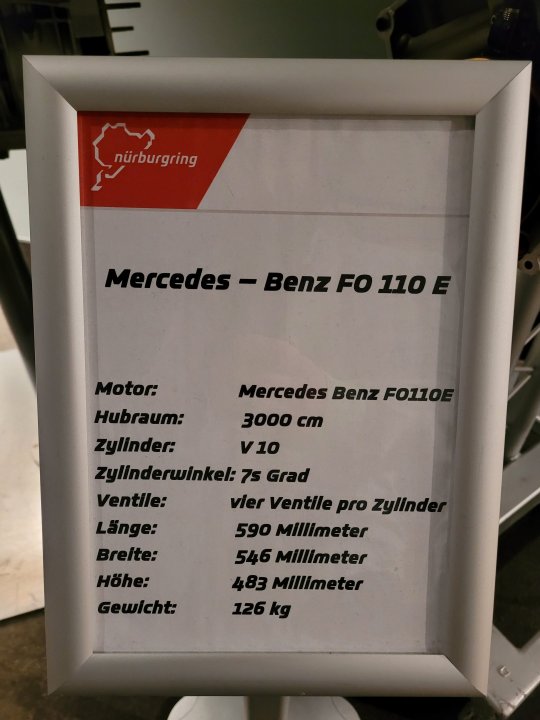 nürburgring
Mercedes – Benz FO 110 E
Motor: Mercedes Benz FO110E
Hubraum: 3000 cm
Zylinder: V 10
Zylinderwinkel: 7s Grad
Ventile: vier Ventile pro Zylinder
Länge: 590 Millimeter
Breite: 546 Millimeter
Höhe: 483 Millimeter
Gewicht: 126 kg